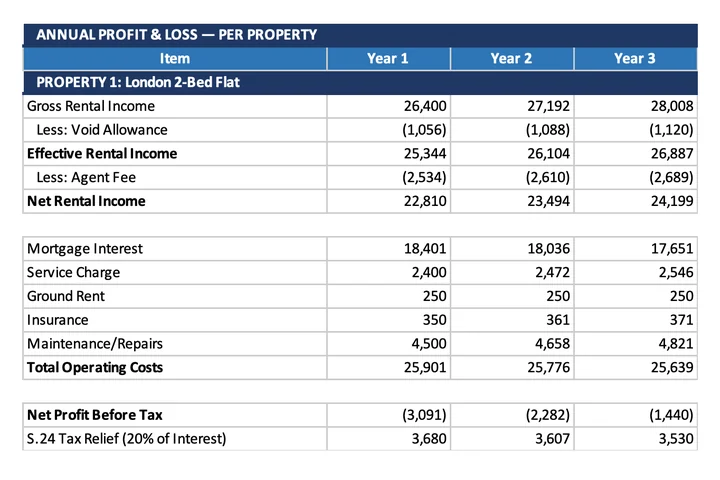 ANNUAL PROFIT & LOSS — PER PROPERTY
Item Year 1 Year 2 Year 3
PROPERTY 1: London 2-Bed Flat
Gross Rental Income 26,400 27,192 28,008
Less: Void Allowance (1,056) (1,088) (1,120)
Effective Rental Income 25,344 26,104 26,887
Less: Agent Fee (2,534) (2,610) (2,689)
Net Rental Income 22,810 23,494 24,199
Mortgage Interest 18,401 18,036 17,651
Service Charge 2,400 2,472 2,546
Ground Rent 250 250 250
Insurance 350 361 371
Maintenance/Repairs 4,500 4,658 4,821
Total Operating Costs 25,901 25,776 25,639
Net Profit Before Tax (3,091) (2,282) (1,440)
S.24 Tax Relief (20% of Interest) 3,680 3,607 3,530